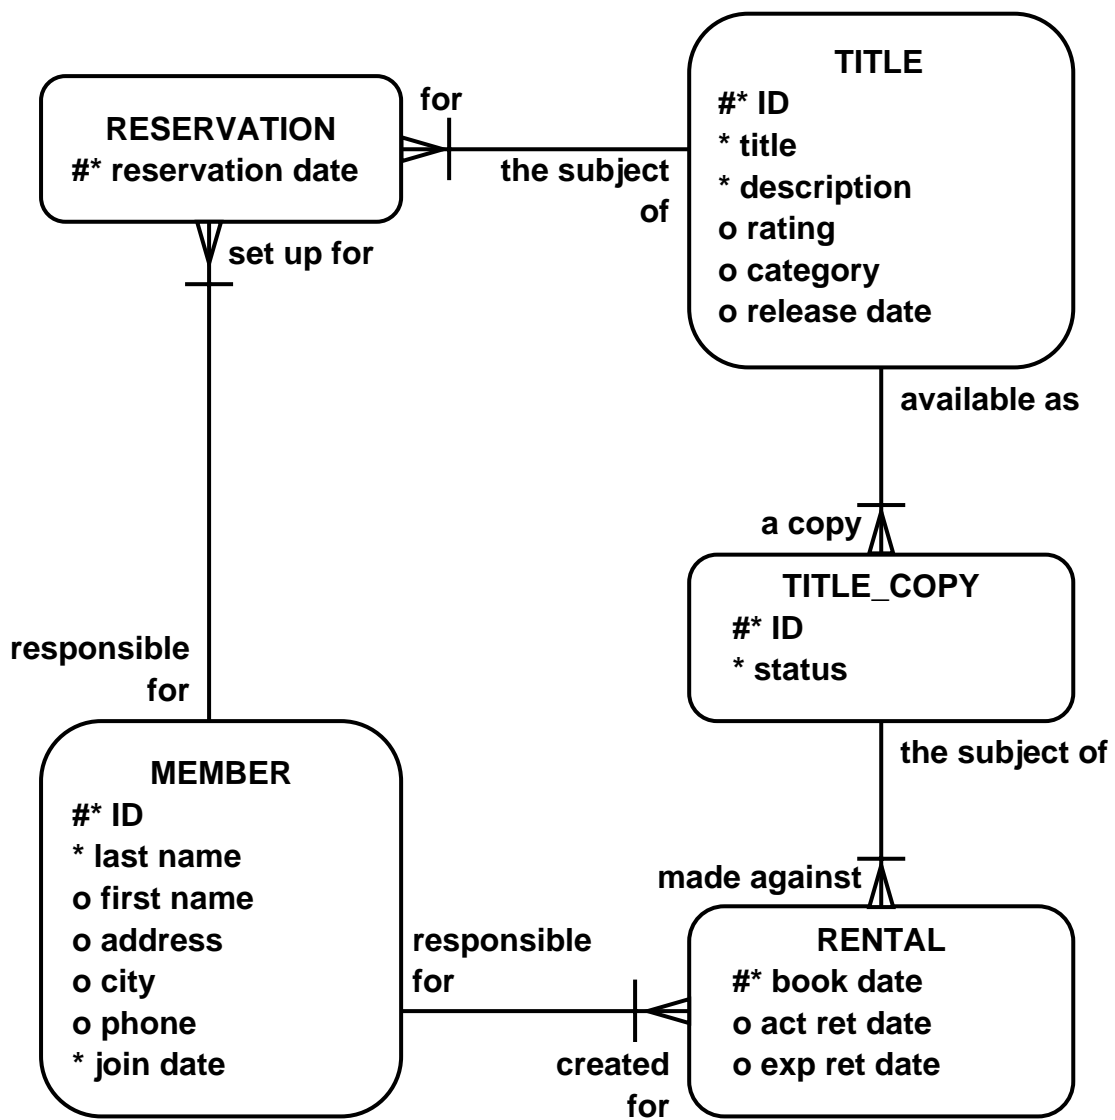 RESERVATION
#* reservation date
for
the subject
of
TITLE
#* ID
* title
* description
o rating
o category
o release date
set up for
available as
a copy
TITLE_COPY
#* ID
* status
responsible
for
MEMBER
#* ID
* last name
o first name
o address
o city
o phone
* join date
the subject of
made against
responsible
for
created
for
RENTAL
#* book date
o act ret date
o exp ret date